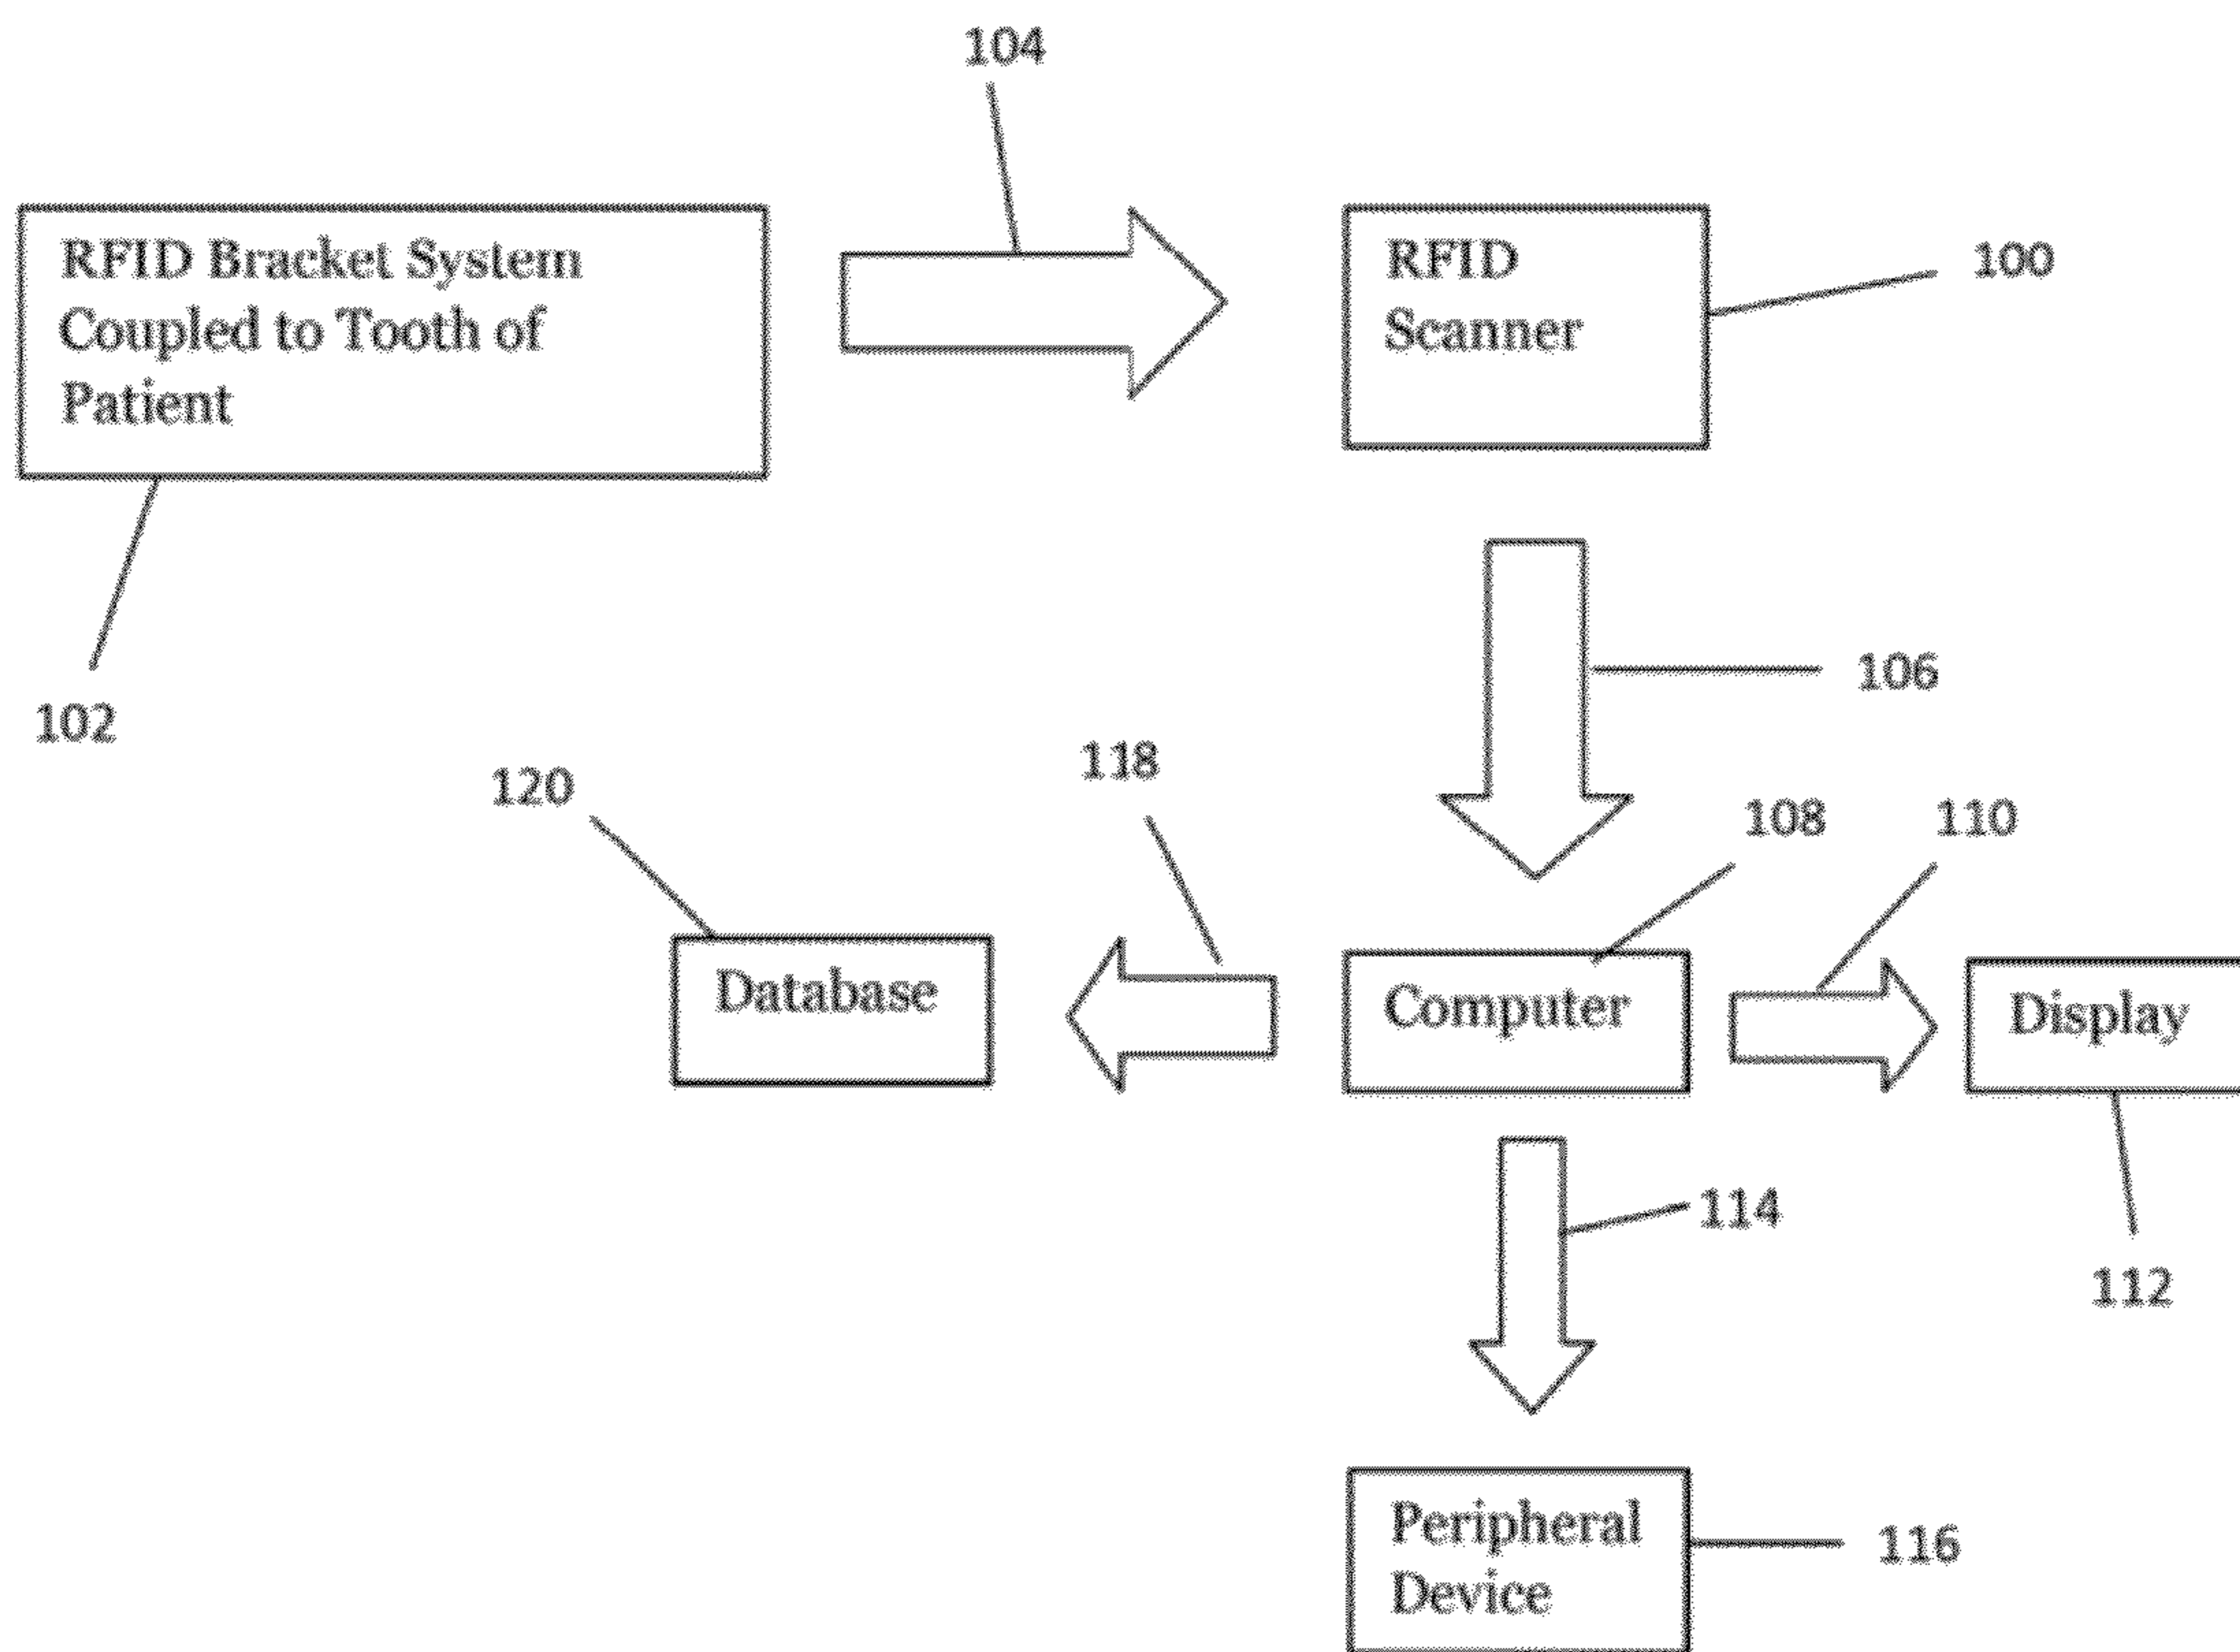 104
RFID Bracket System
Coupled to Tooth of
Patient
RFID
Scanner
100
102
106
120
118
108
110
Database
Computer
Display
114
112
Peripheral
Device
116